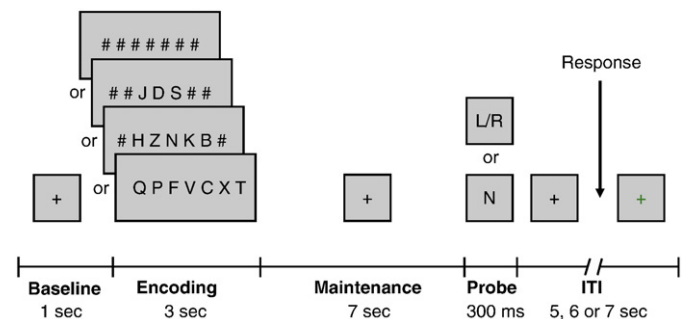 # # # # # # #
or
# # J D S # #
or
# H Z N K B #
or
Q P F V C X T
+
+
L/R
or
N
+
Response
+
Baseline
1 sec
Encoding
3 sec
Maintenance
7 sec
Probe
300 ms
ITI
5, 6 or 7 sec